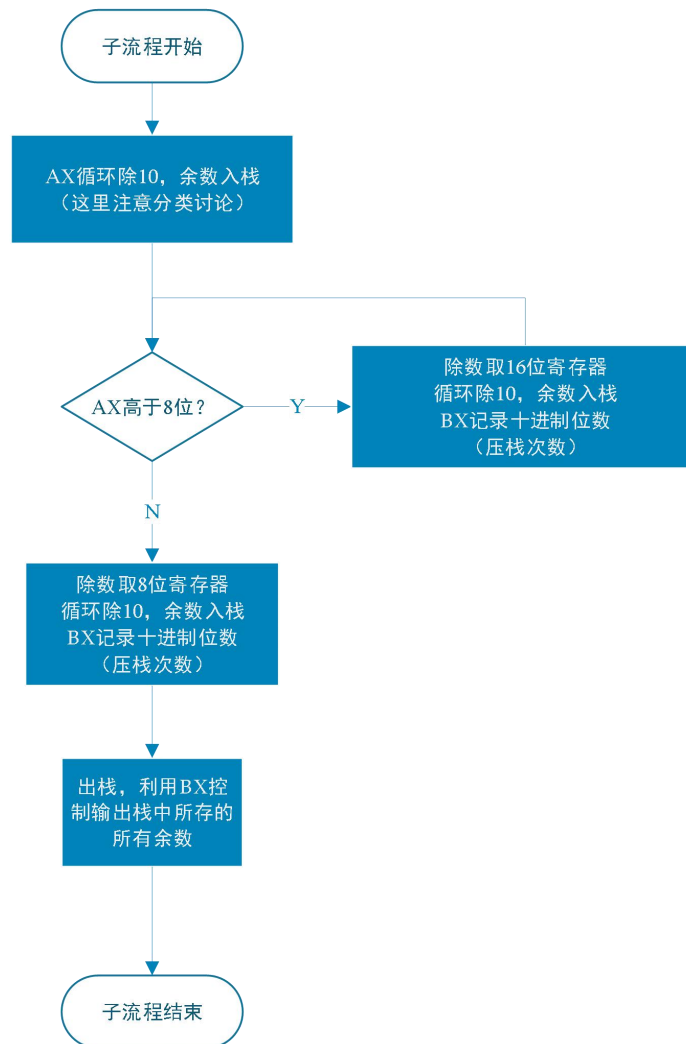 子流程开始
AX循环除10，余数入栈
（这里注意分类讨论）
AX高于8位？
Y
除数取16位寄存器
循环除10，余数入栈
BX记录十进制位数
（压栈次数）
N
除数取8位寄存器
循环除10，余数入栈
BX记录十进制位数
（压栈次数）
出栈，利用BX控
制输出栈中所存的
所有余数
子流程结束